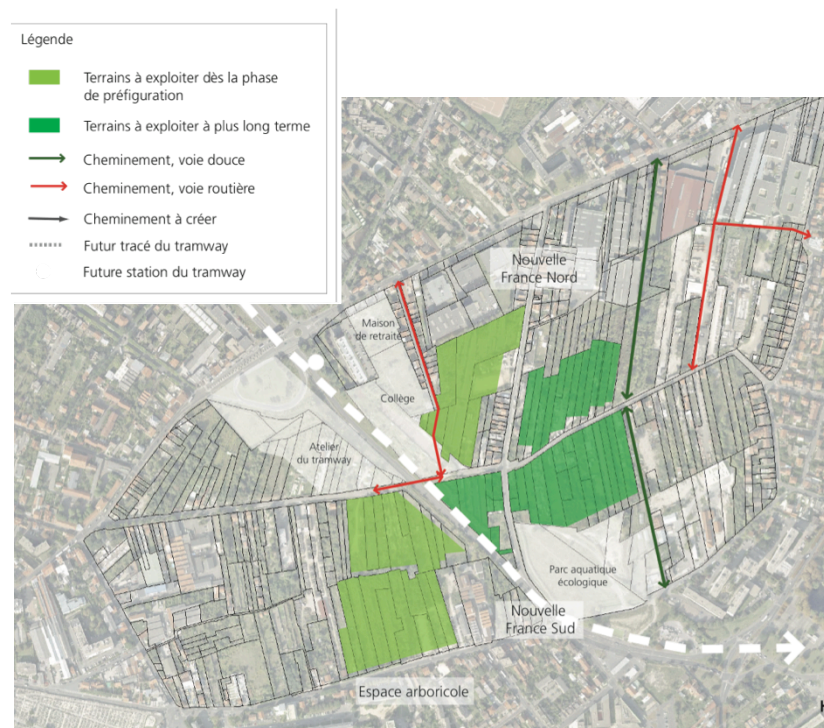 Légende
Terrains à exploiter dès la phase
de préfiguration
Terrains à exploiter à plus long terme
Cheminement, voie douce
Cheminement, voie routière
Cheminement à créer
Futur tracé du tramway
Future station du tramway
Nouvelle
France Nord
Maison
de retraité
Collège
Atelier
du tramway
Parc aquatique
écologique
Nouvelle
France Sud
Espace arboricole
H